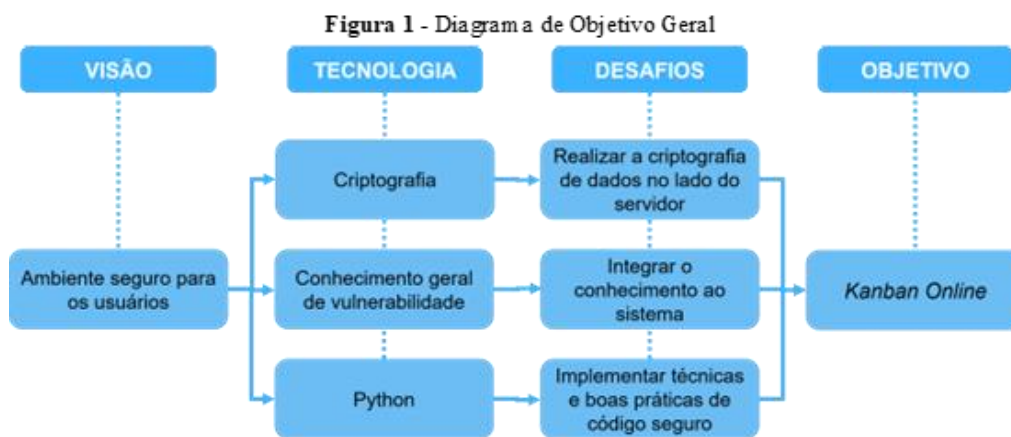 Figura 1 - Diagrama de Objetivo Geral
VISÃO
TECNOLOGIA
DESAFIOS
OBJETIVO
Criptografia
Realizar a criptografia
de dados no lado do
servidor
Ambiente seguro para
os usuários
Conhecimento geral
de vulnerabilidade
Integrar o
conhecimento ao
sistema
Kanban Online
Python
Implementar técnicas
e boas práticas de
código seguro